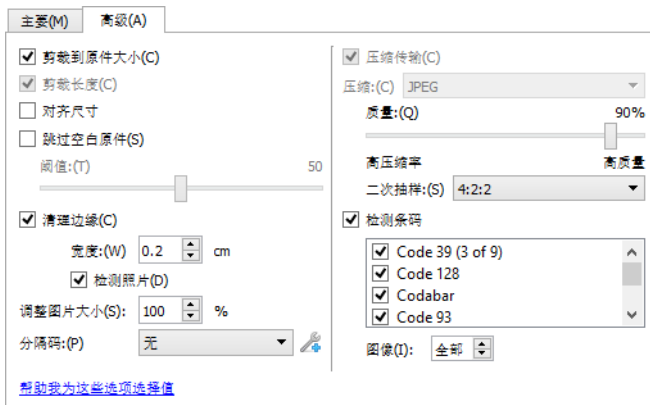 主要(M)
高级(A)
剪裁到原件大小(C)
剪裁长度(C)
对齐尺寸
跳过空白原件(S)
阈值:(T)
50
清理边缘(C)
宽度:(W) 0.2 cm
检测照片(D)
调整图片大小(S): 100 %
分隔码:(P) 无
帮助我为这些选项选择值
压缩传输(C)
压缩:(C) JPEG
质量:(Q) 90%
高压缩率 高质量
二次抽样:(S) 4:2:2
检测条码
Code 39 (3 of 9)
Code 128
Codabar
Code 93
图像(I): 全部